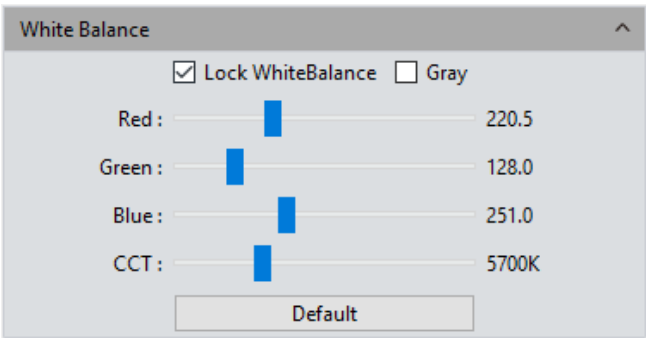 White Balance
Lock WhiteBalance Gray
Red : 220.5
Green : 128.0
Blue : 251.0
CCT : 5700K
Default